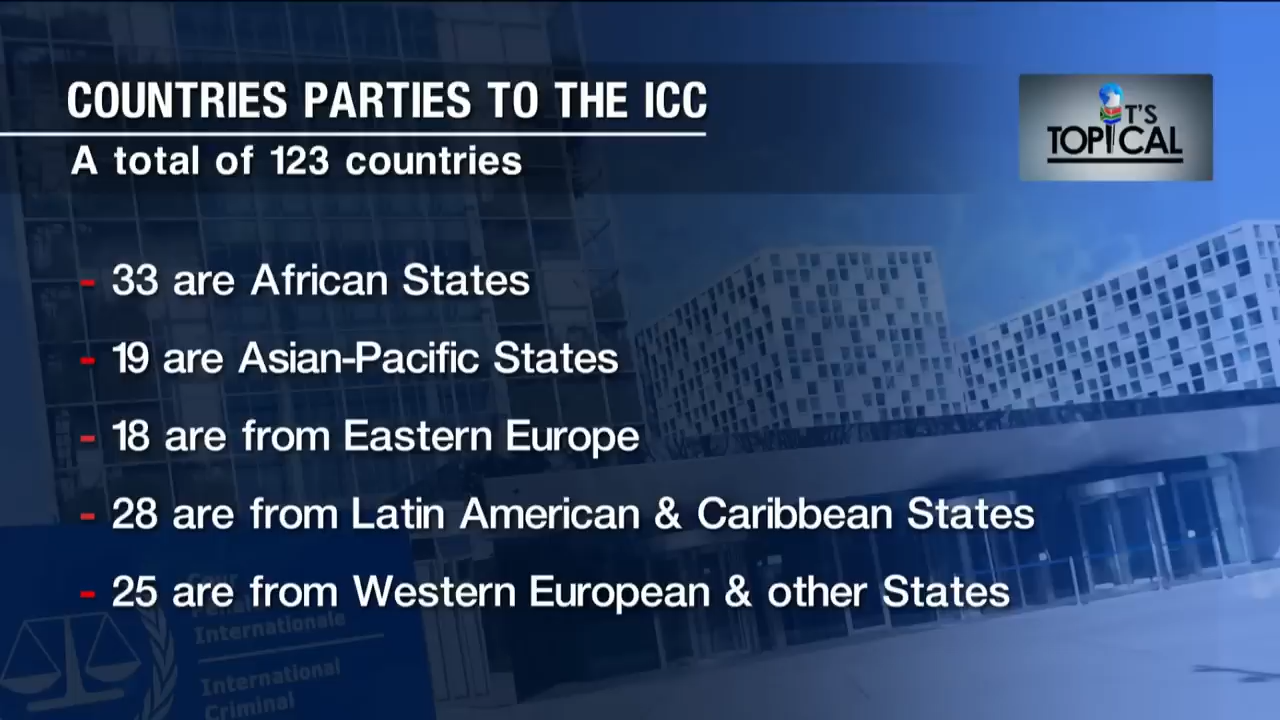 COUNTRIES PARTIES TO THE ICC
A total of 123 countries
IT'S
TOPICAL
- 33 are African States
- 19 are Asian-Pacific States
- 18 are from Eastern Europe
- 28 are from Latin American & Caribbean States
- 25 are from Western European & other States
Cour
Pénale
Internationale
International
Criminal